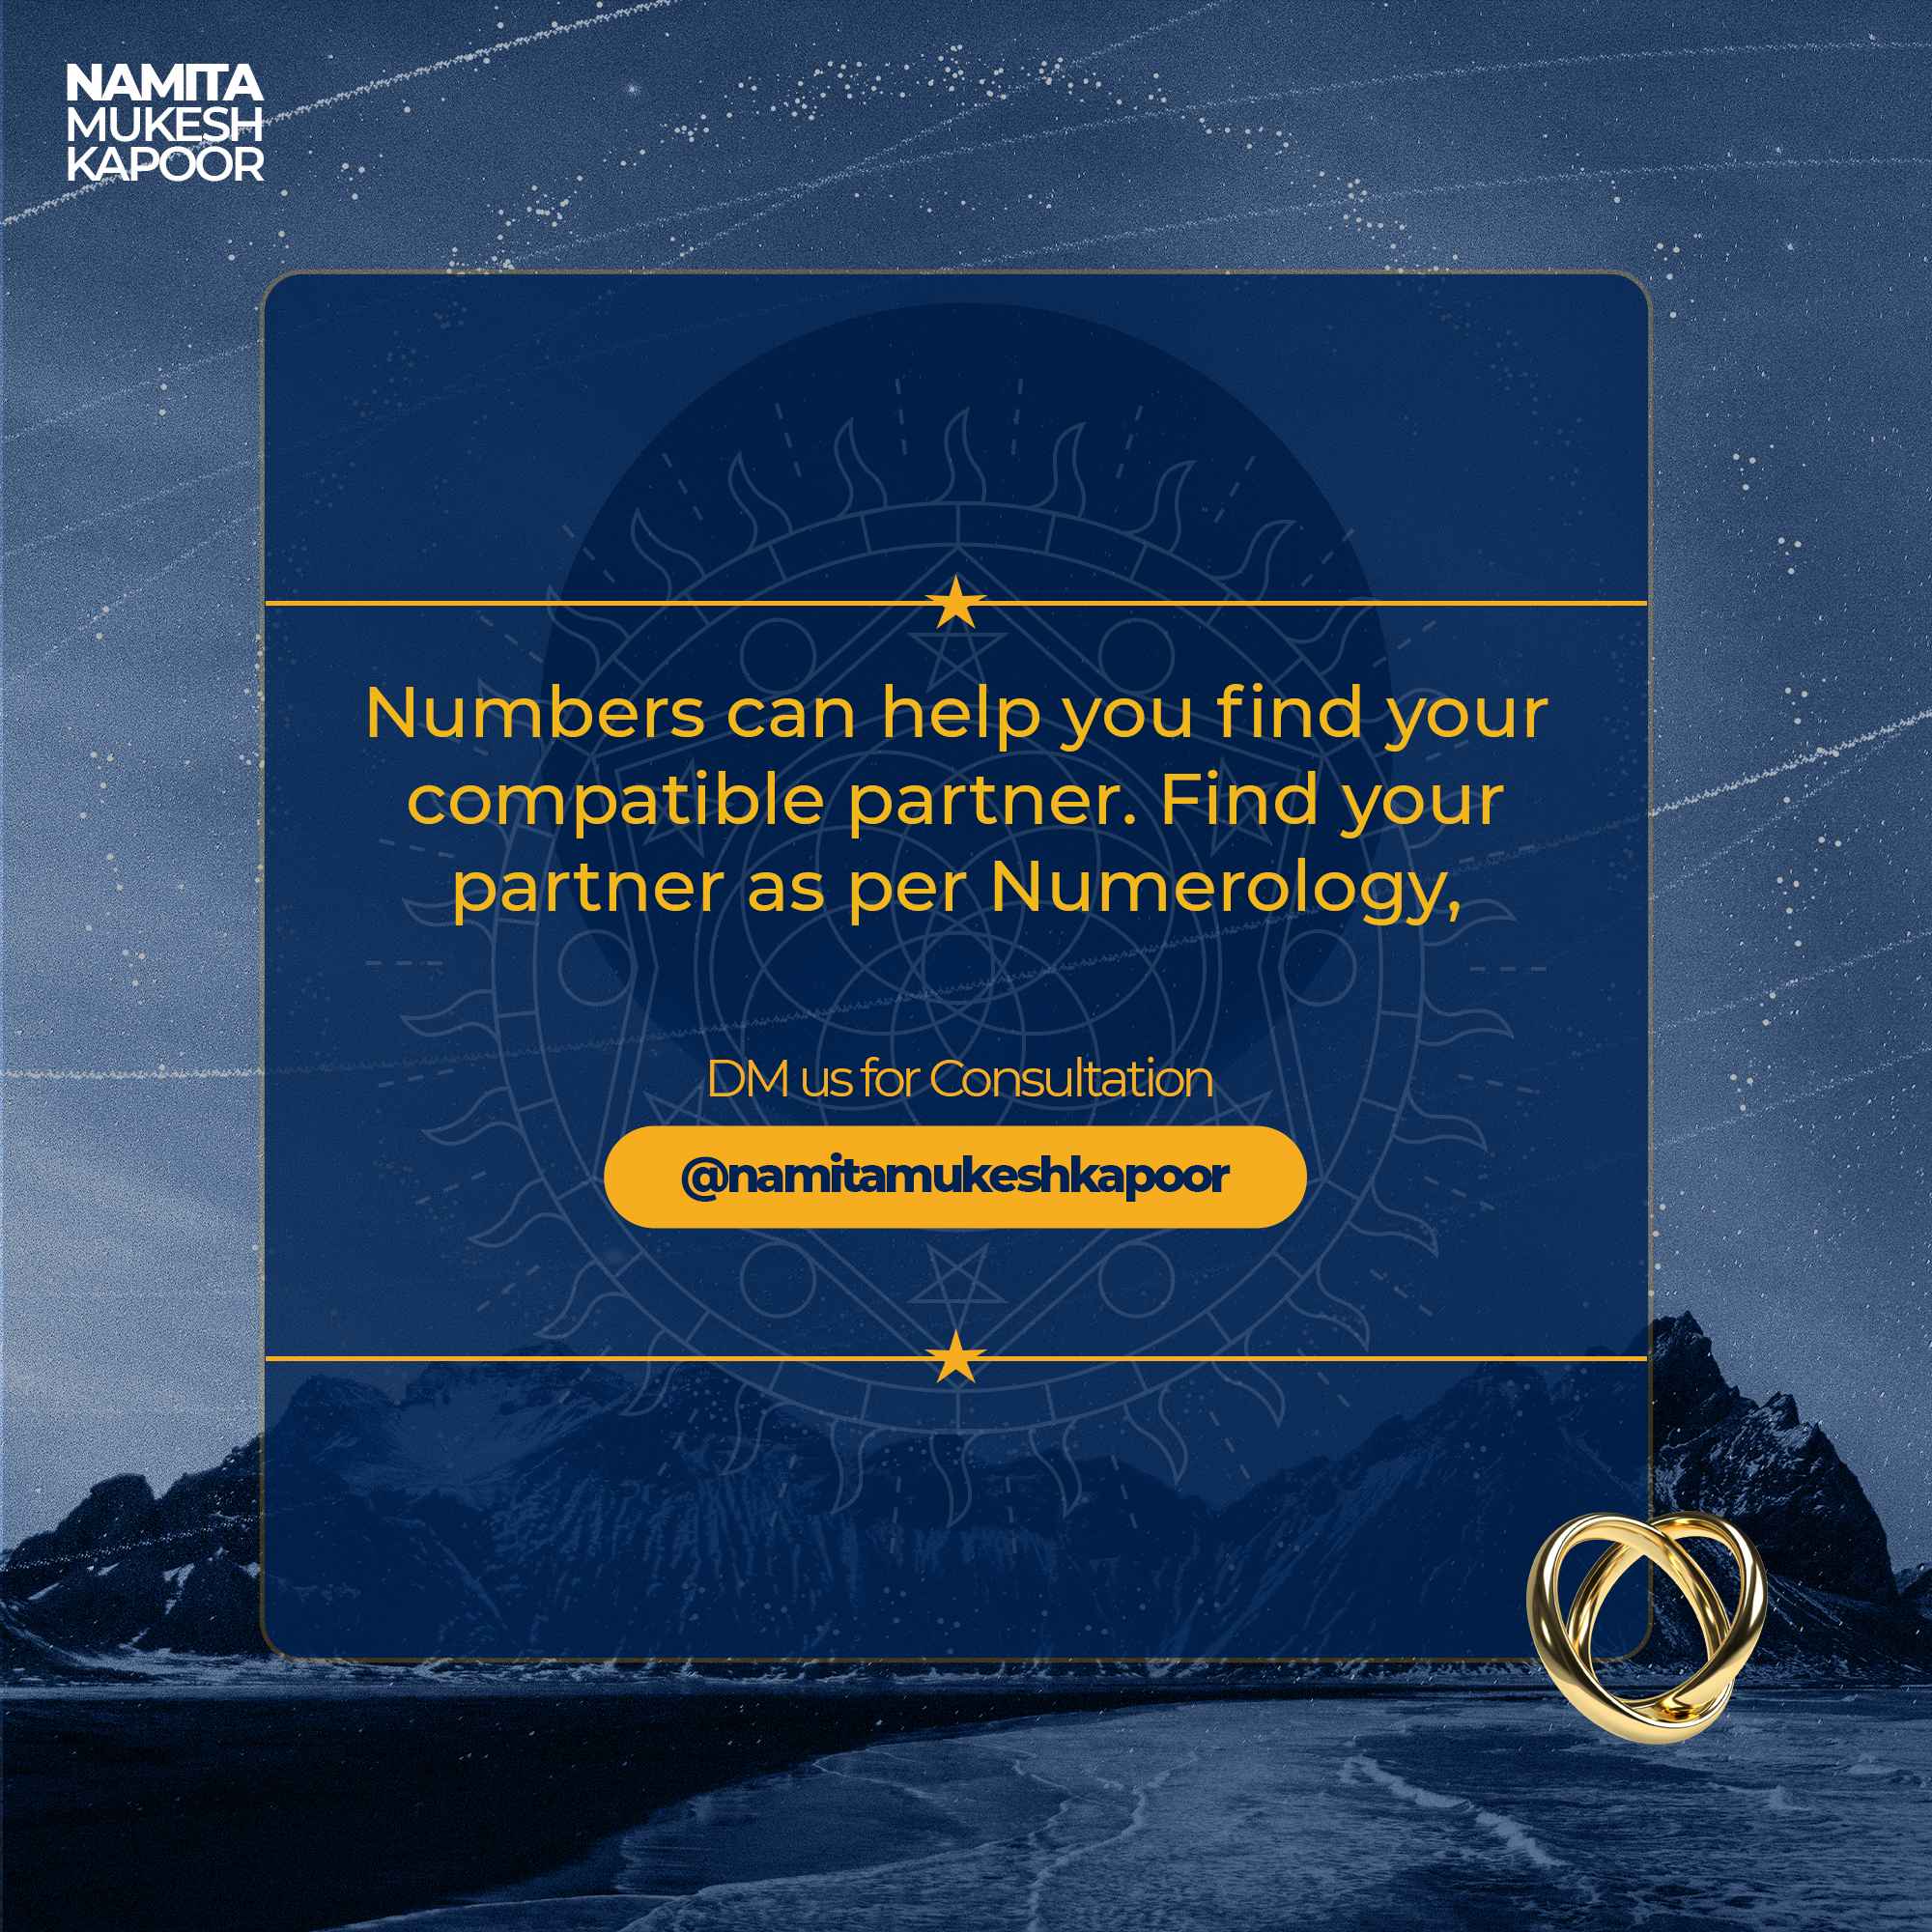 NAMITA
MUKESH
KAPOOR
Numbers can help you find your
compatible partner. Find your
partner as per Numerology,
DM us for Consultation
@namitamukeshkapoor